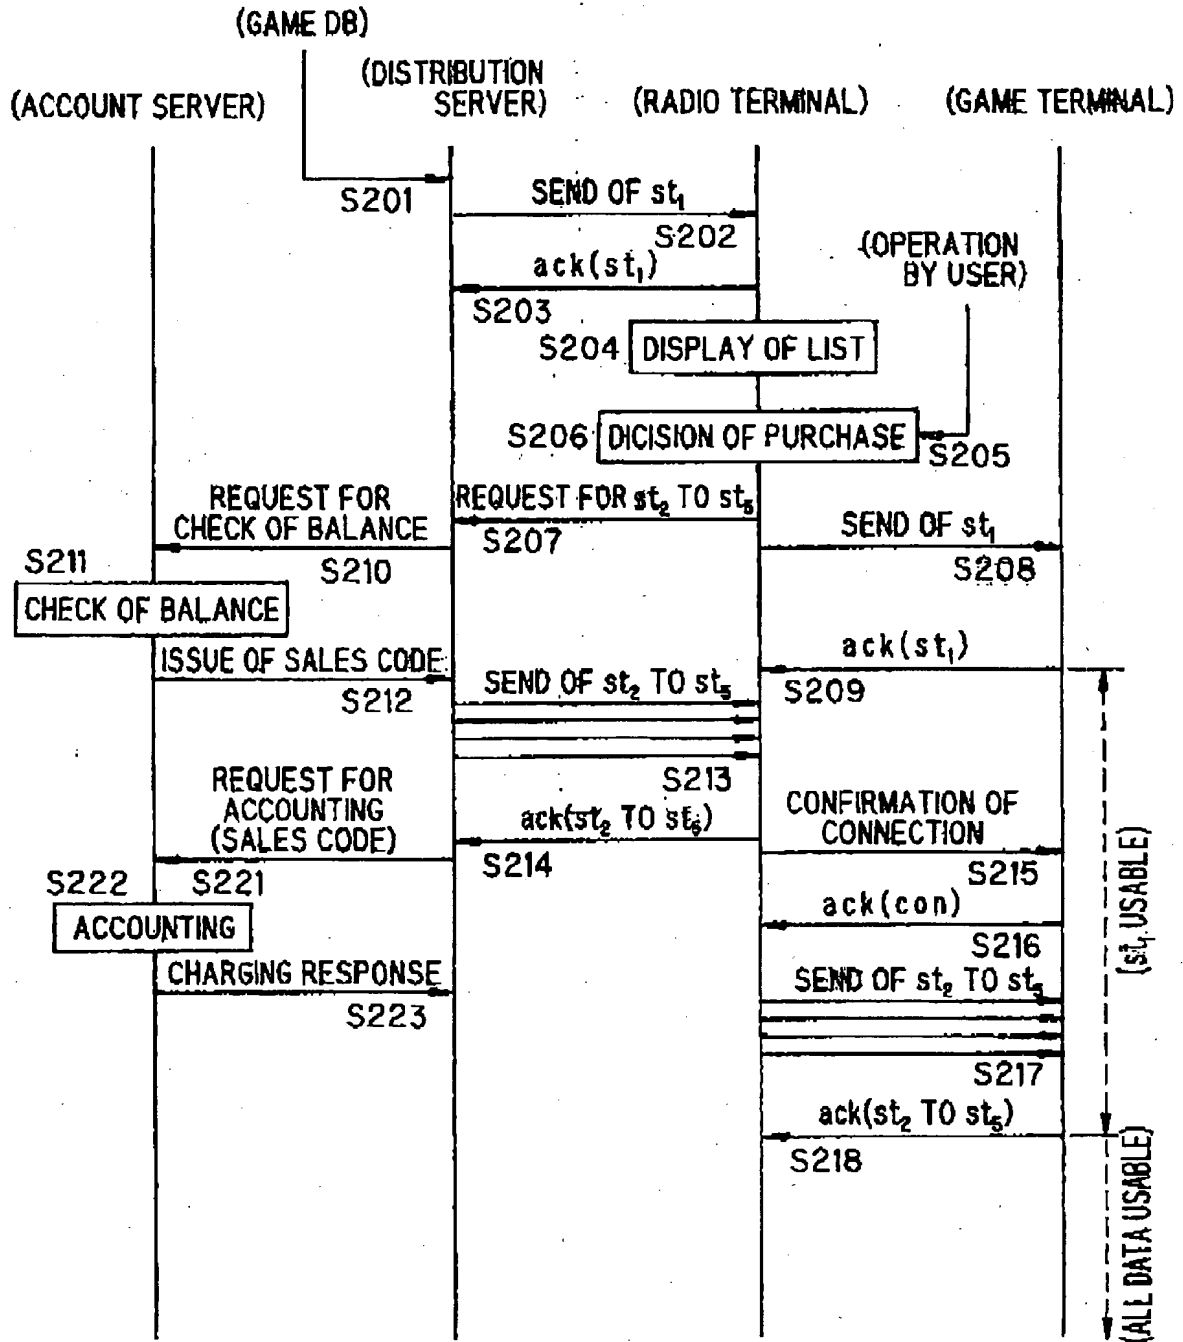 (GAME DB)
(DISTRIBUTION
SERVER)
(ACCOUNT SERVER)
(RADIO TERMINAL)
(GAME TERMINAL)
S201
SEND OF st₁
S202
(OPERATION
BY USER)
ack(st₁)
S203
S204
DISPLAY OF LIST
S206
DICISION OF PURCHASE
S205
REQUEST FOR
CHECK OF BALANCE
REQUEST FOR st₂ TO st₅
S207
SEND OF st₁
S208
S210
S211
CHECK OF BALANCE
ISSUE OF SALES CODE
S212
ack(st₁)
S209
SEND OF st₂ TO st₅
S213
REQUEST FOR
ACCOUNTING
(SALES CODE)
ack(st₂ TO st₅)
S214
CONFIRMATION OF
CONNECTION
S215
S222
S221
ACCOUNTING
ack(con)
S216
CHARGING RESPONSE
S223
SEND OF st₂ TO st₅
S217
ack(st₂ TO st₅)
S218
(st₁ USABLE)
(ALL DATA USABLE)